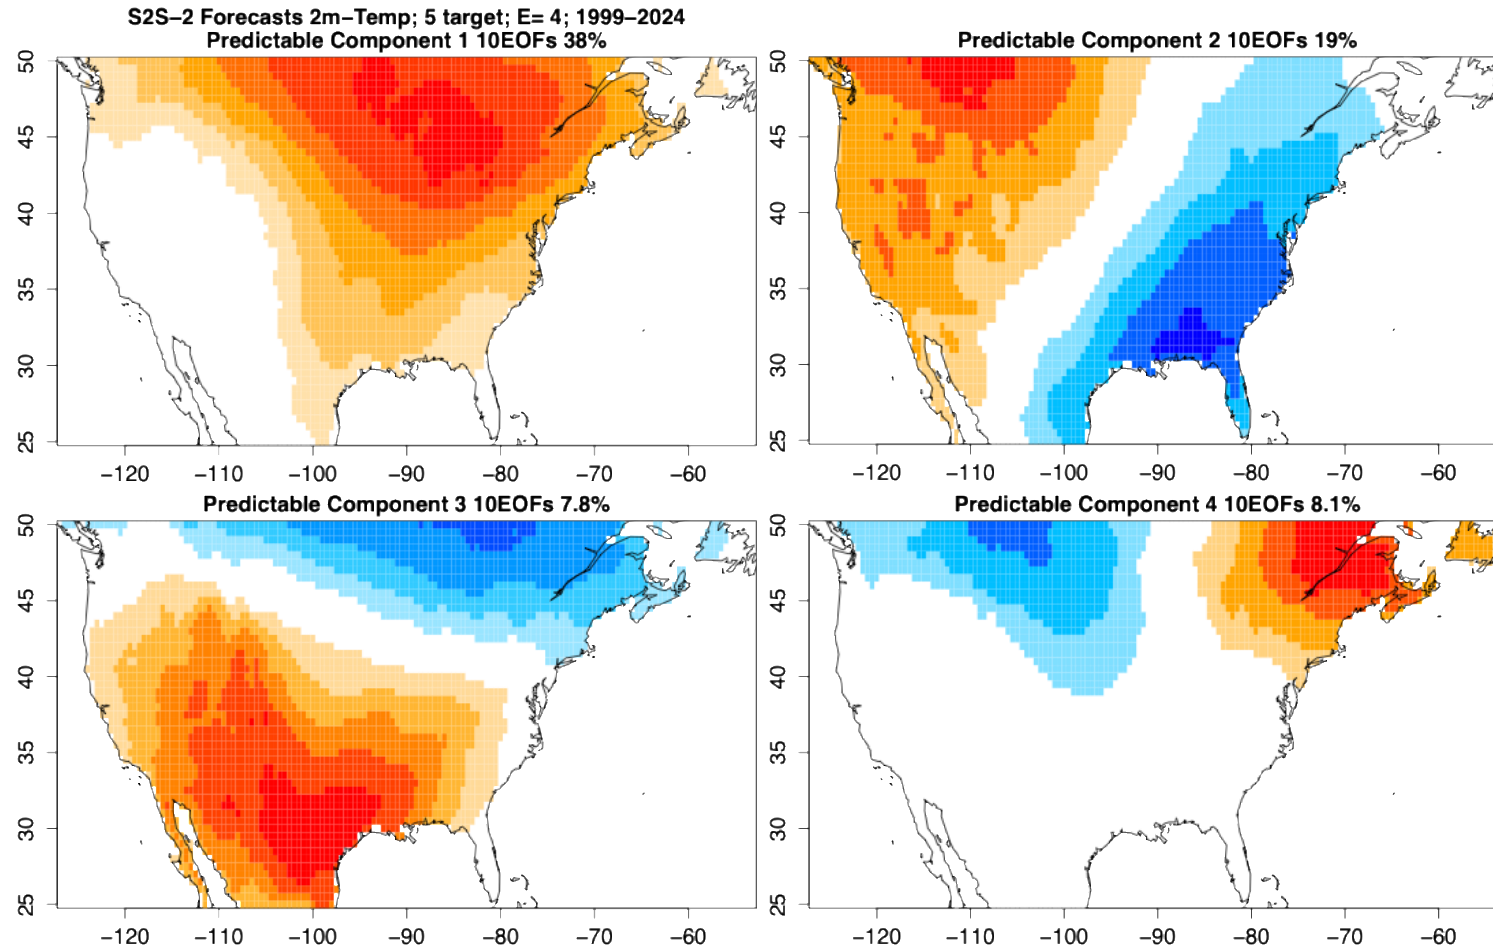 S2S−2 Forecasts 2m−Temp; 5 target; E= 4; 1999−2024
Predictable Component 1 10EOFs 38%
50
45
40
35
30
25
−120 −110 −100 −90 −80 −70 −60
Predictable Component 2 10EOFs 19%
50
45
40
35
30
25
−120 −110 −100 −90 −80 −70 −60
Predictable Component 3 10EOFs 7.8%
50
45
40
35
30
25
−120 −110 −100 −90 −80 −70 −60
Predictable Component 4 10EOFs 8.1%
50
45
40
35
30
25
−120 −110 −100 −90 −80 −70 −60